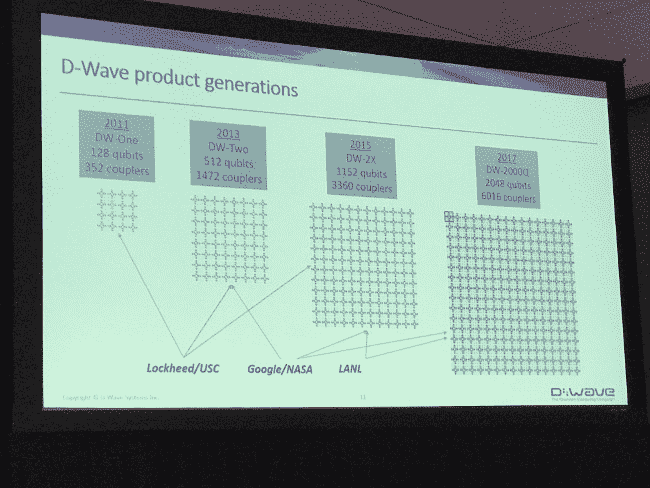 D-Wave product generations
2011
DW-One
128 qubits
352 couplers
2013
DW-Two
512 qubits
1472 couplers
2015
DW-2X
1152 qubits
3360 couplers
2017
DW-2000Q
2048 qubits
6016 couplers
Lockheed/USC
Google/NASA
LANL
Copyright © D-Wave Systems Inc.
D:Wave
The Quantum Computing Company